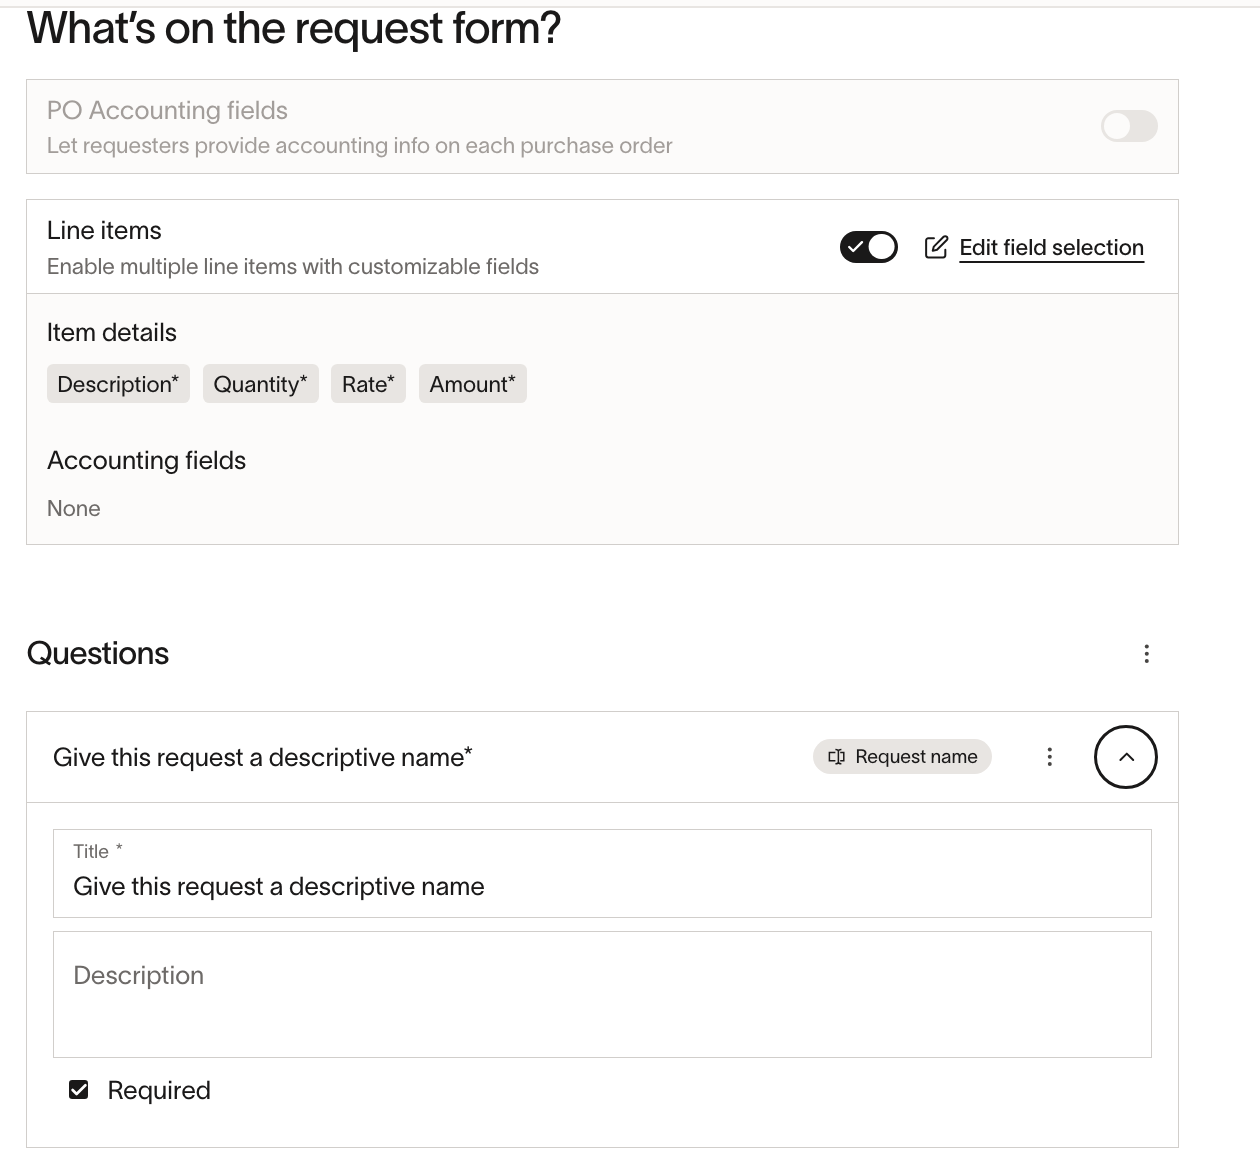 What's on the request form?
PO Accounting fields
Let requesters provide accounting info on each purchase order
Line items
Enable multiple line items with customizable fields
Edit field selection
Item details
Description* Quantity* Rate* Amount*
Accounting fields
None
Questions
Give this request a descriptive name* Request name
Title *
Give this request a descriptive name
Description
Required